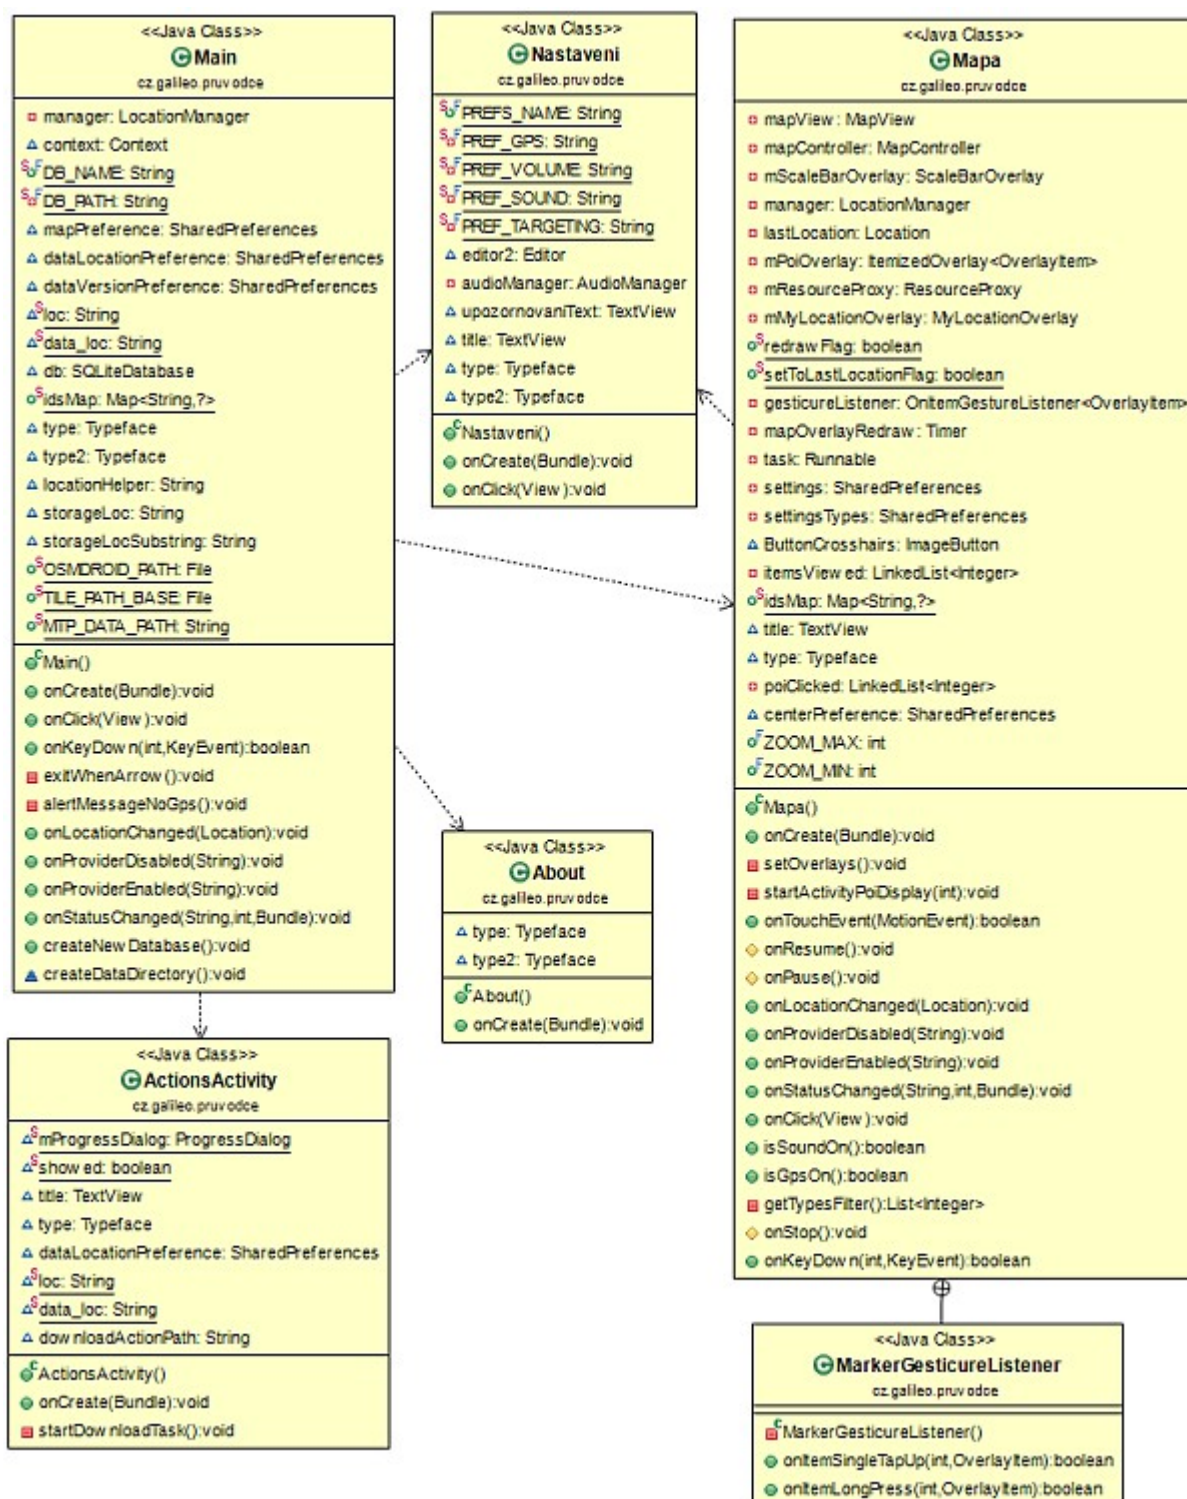 <<Java Class>>
Main
cz.galileo.pruvodce
manager: LocationManager
context: Context
DB_NAME: String
DB_PATH: String
mapPreference: SharedPreferences
dataLocationPreference: SharedPreferences
dataVersionPreference: SharedPreferences
loc: String
data_loc: String
db: SQLiteDatabase
idsMap: Map<String,?>
type: Typeface
type2: Typeface
locationHelper: String
storageLoc: String
storageLocSubstring: String
OSMDROID_PATH: File
TILE_PATH_BASE: File
MTP_DATA_PATH: String
Main()
onCreate(Bundle):void
onClick(View):void
onKeyDown(int,KeyEvent):boolean
exitWhenArrow():void
alertMessageNoGps():void
onLocationChanged(Location):void
onProviderDisabled(String):void
onProviderEnabled(String):void
onStatusChanged(String,int,Bundle):void
createNewDatabase():void
createDataDirectory():void
<<Java Class>>
Nastaveni
cz.galileo.pruvodce
PREFS_NAME: String
PREF_GPS: String
PREF_VOLUME: String
PREF_SOUND: String
PREF_TARGETING: String
editor2: Editor
audioManager: AudioManager
upozornovaniText: TextView
title: TextView
type: Typeface
type2: Typeface
Nastaveni()
onCreate(Bundle):void
onClick(View):void
<<Java Class>>
Mapa
cz.galileo.pruvodce
mapView: MapView
mapController: MapController
mScaleBarOverlay: ScaleBarOverlay
manager: LocationManager
lastLocation: Location
mPoiOverlay: ItemizedOverlay<OverlayItem>
mResourceProxy: ResourceProxy
mMyLocationOverlay: MyLocationOverlay
redrawFlag: boolean
setToLastLocationFlag: boolean
gesticureListener: OnItemGestureListener<OverlayItem>
mapOverlayRedraw: Timer
task: Runnable
settings: SharedPreferences
settingsTypes: SharedPreferences
ButtonCrosshairs: ImageButton
itemsViewed: LinkedList<Integer>
idsMap: Map<String,?>
title: TextView
type: Typeface
poiClicked: LinkedList<Integer>
centerPreference: SharedPreferences
ZOOM_MAX: int
ZOOM_MIN: int
Mapa()
onCreate(Bundle):void
setOverlays():void
startActivityPoiDisplay(int):void
onTouchEvent(MotionEvent):boolean
onResume():void
onPause():void
onLocationChanged(Location):void
onProviderDisabled(String):void
onProviderEnabled(String):void
onStatusChanged(String,int,Bundle):void
onClick(View):void
isSoundOn():boolean
isGpsOn():boolean
getTypesFilter():List<Integer>
onStop():void
onKeyDown(int,KeyEvent):boolean
<<Java Class>>
About
cz.galileo.pruvodce
type: Typeface
type2: Typeface
About()
onCreate(Bundle):void
<<Java Class>>
ActionsActivity
cz.galileo.pruvodce
mProgressDialog: ProgressDialog
showed: boolean
title: TextView
type: Typeface
dataLocationPreference: SharedPreferences
loc: String
data_loc: String
downloadActionPath: String
ActionsActivity()
onCreate(Bundle):void
startDownloadTask():void
<<Java Class>>
MarkerGesticureListener
cz.galileo.pruvodce
MarkerGesticureListener()
onItemSingleTapUp(int,OverlayItem):boolean
onItemLongPress(int,OverlayItem):boolean